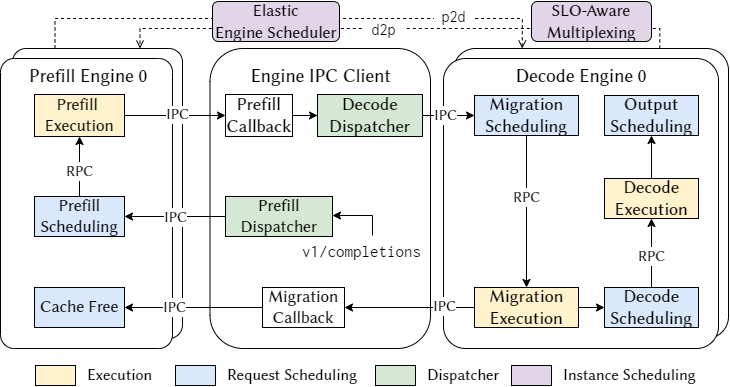 Elastic
Engine Scheduler
p2d
d2p
SLO-Aware
Multiplexing
Prefill Engine 0
Engine IPC Client
Decode Engine 0
Prefill
Execution
IPC
Prefill
Callback
Decode
Dispatcher
IPC
Migration
Scheduling
Output
Scheduling
RPC
RPC
Decode
Execution
Prefill
Scheduling
IPC
Prefill
Dispatcher
v1/completions
RPC
Cache Free
IPC
Migration
Callback
IPC
Migration
Execution
Decode
Scheduling
Execution
Request Scheduling
Dispatcher
Instance Scheduling